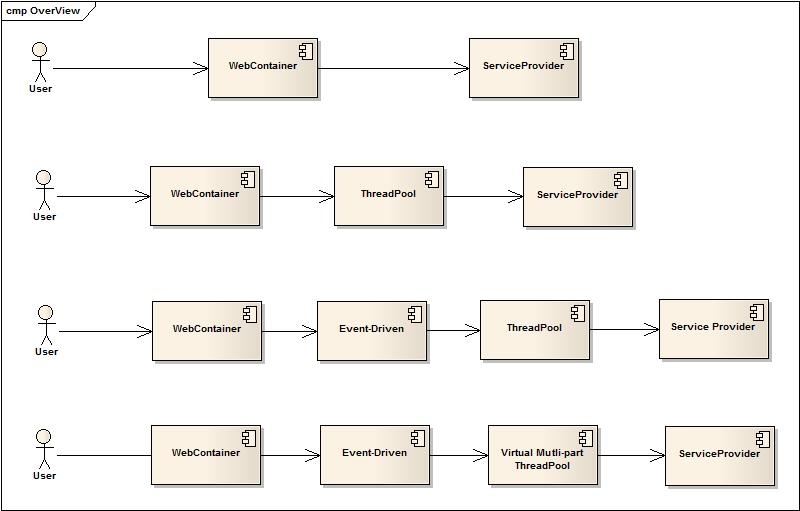 cmp OverView
WebContainer
ServiceProvider
User
WebContainer
ThreadPool
ServiceProvider
User
WebContainer
Event-Driven
ThreadPool
Service Provider
User
WebContainer
Event-Driven
Virtual Mutli-part
ThreadPool
ServiceProvider
User